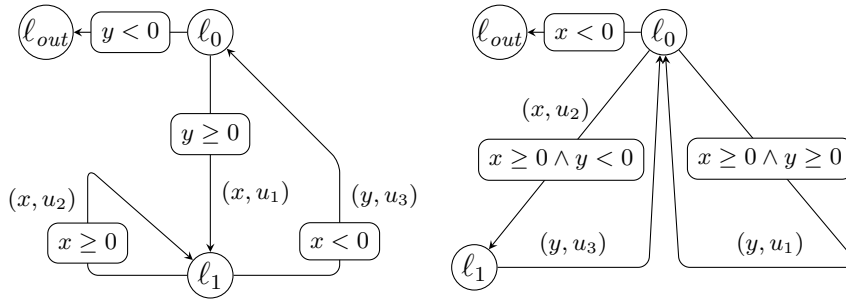 ℓ_out y < 0 ℓ_0
y ≥ 0
(x, u_2) (x, u_1) (y, u_3)
x ≥ 0 x < 0
ℓ_1
ℓ_out x < 0 ℓ_0
(x, u_2)
x ≥ 0 ∧ y < 0 x ≥ 0 ∧ y ≥ 0
(y, u_3) (y, u_1)
ℓ_1